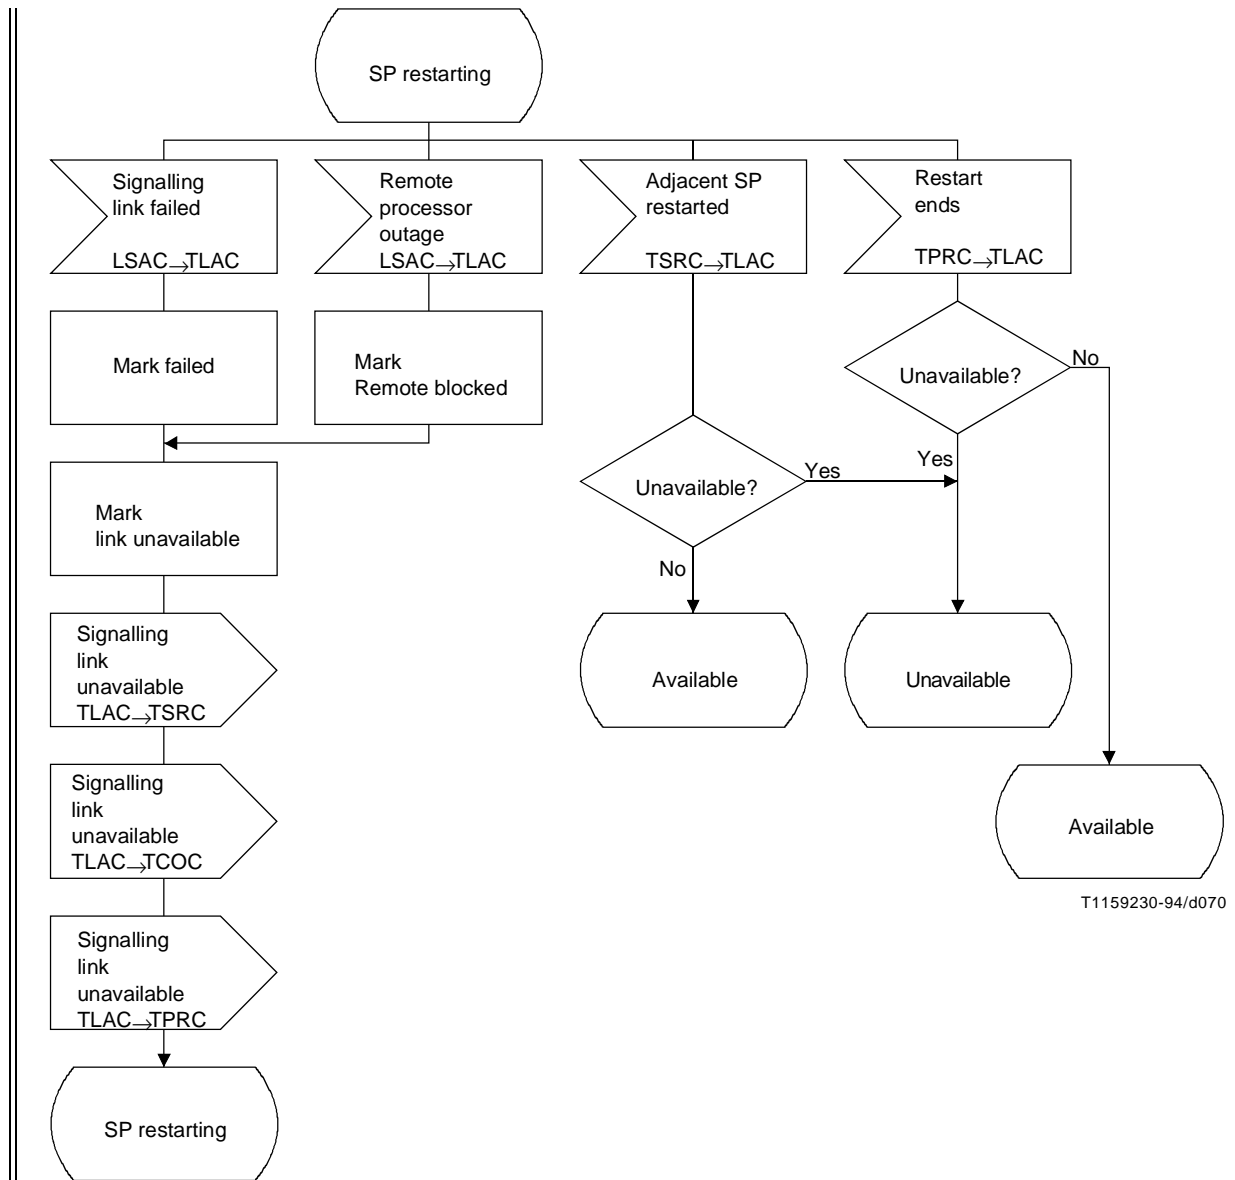 SP restarting
Signalling
link failed
LSAC→TLAC
Remote
processor
outage
LSAC→TLAC
Adjacent SP
restarted
TSRC→TLAC
Restart
ends
TPRC→TLAC
Mark failed
Mark
Remote blocked
Unavailable?
No
Yes
Mark
link unavailable
Unavailable?
Yes
No
Signalling
link
unavailable
TLAC→TSRC
Available
Unavailable
Signalling
link
unavailable
TLAC→TCOC
Available
T1159230-94/d070
Signalling
link
unavailable
TLAC→TPRC
SP restarting